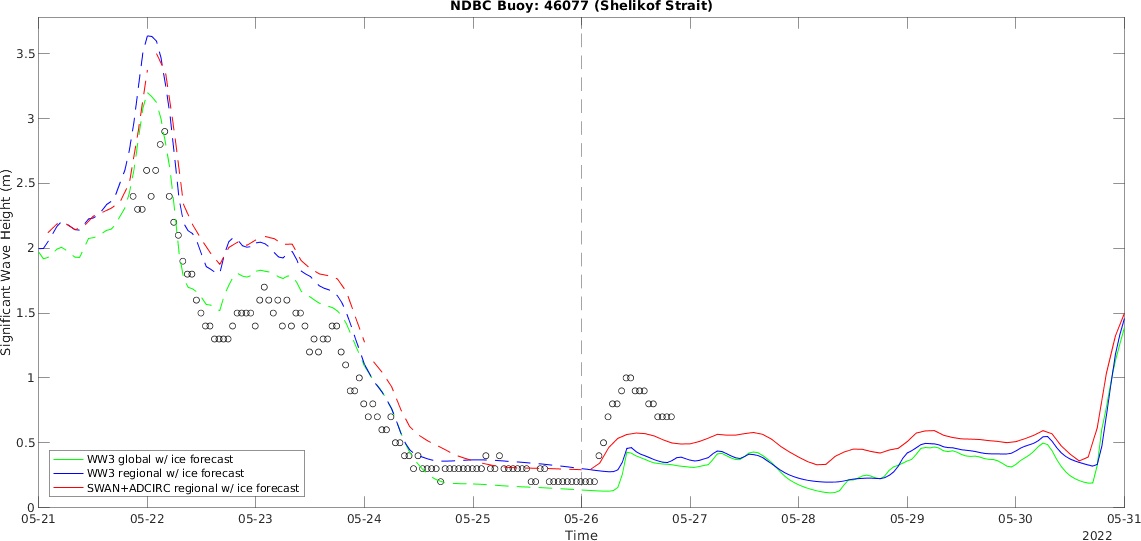 NDBC Buoy: 46077 (Shelikof Strait)
Significant Wave Height (m)
3.5
3
2.5
2
1.5
1
0.5
0
WW3 global w/ ice forecast
WW3 regional w/ ice forecast
SWAN+ADCIRC regional w/ ice forecast
05-21 05-22 05-23 05-24 05-25 05-26 05-27 05-28 05-29 05-30 05-31
Time
2022